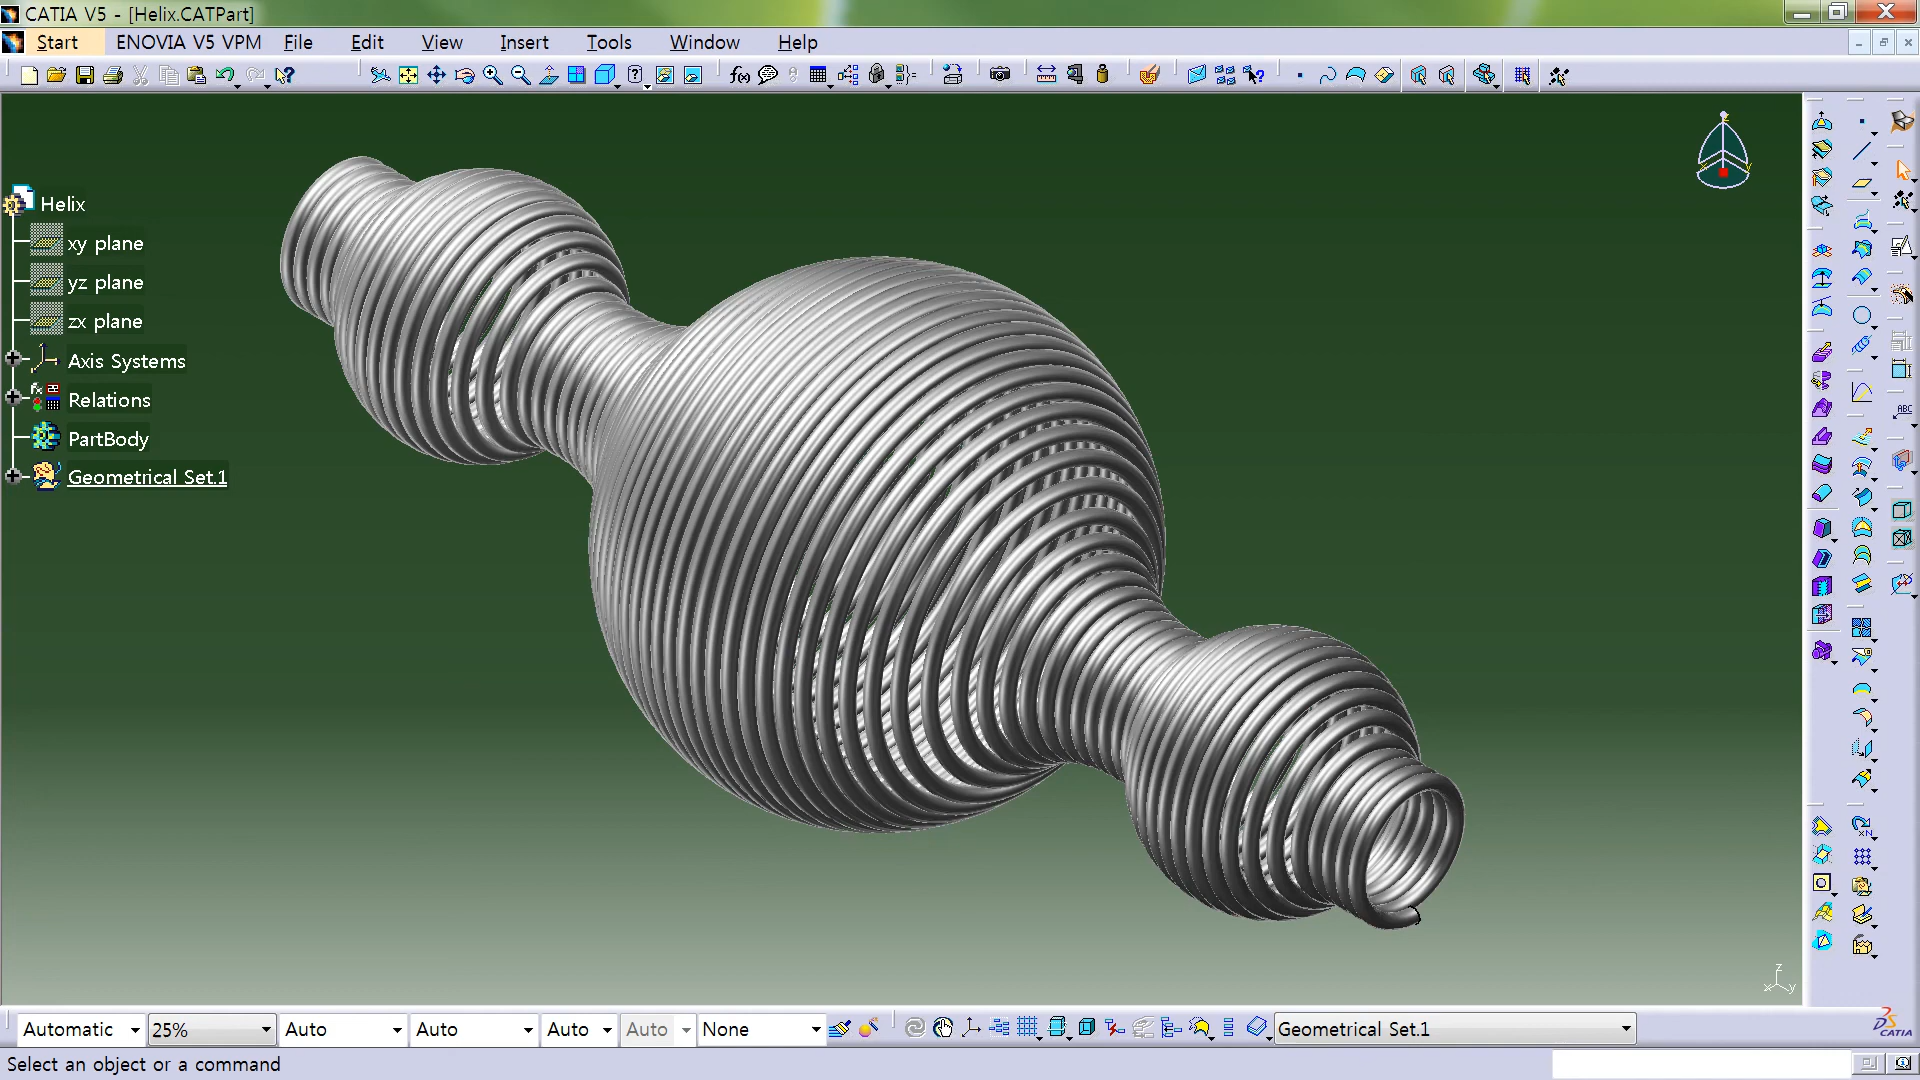 CATIA V5 - [Helix.CATPart]
Start ENOVIA V5 VPM File Edit View Insert Tools Window Help
Helix
xy plane
yz plane
zx plane
Axis Systems
Relations
PartBody
Geometrical Set.1
ABC
z
x y
Automatic 25% Auto Auto Auto Auto None Geometrical Set.1
CATIA
Select an object or a command